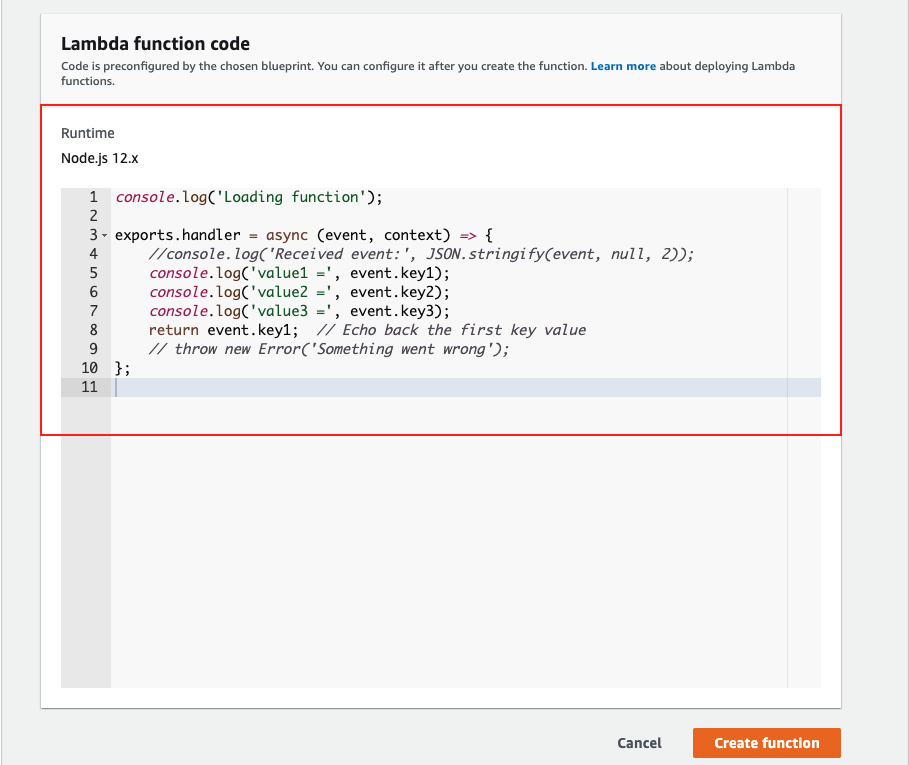 Lambda function code
Code is preconfigured by the chosen blueprint. You can configure it after you create the function. Learn more about deploying Lambda
functions.
Runtime
Node.js 12.x
1 console.log('Loading function');
2
3 exports.handler = async (event, context) => {
4     //console.log('Received event:', JSON.stringify(event, null, 2));
5     console.log('value1 =', event.key1);
6     console.log('value2 =', event.key2);
7     console.log('value3 =', event.key3);
8     return event.key1;  // Echo back the first key value
9     // throw new Error('Something went wrong');
10 };
11
Cancel Create function